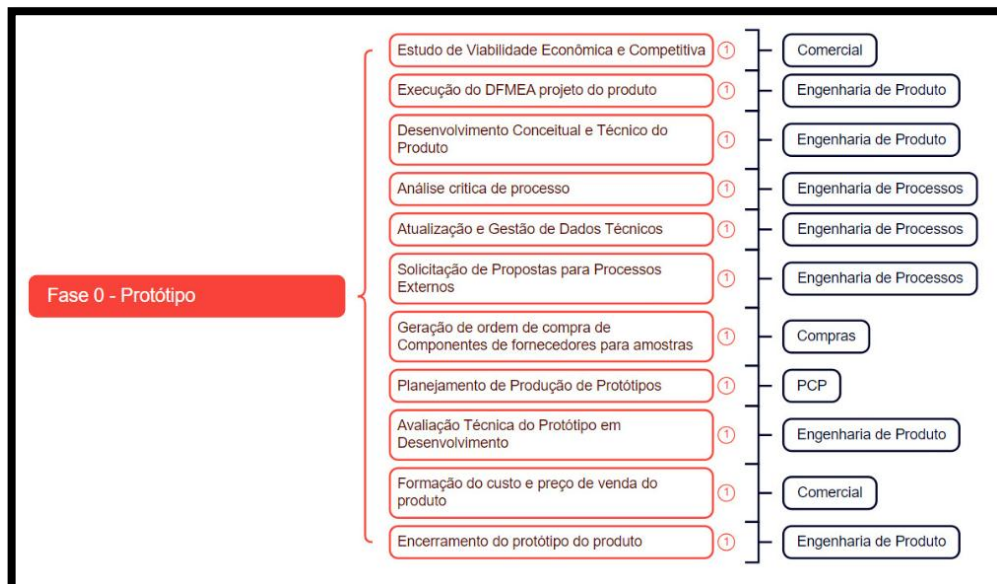 Estudo de Viabilidade Econômica e Competitiva 1 Comercial
Execução do DFMEA projeto do produto 1 Engenharia de Produto
Desenvolvimento Conceitual e Técnico do
Produto 1 Engenharia de Produto
Análise critica de processo 1 Engenharia de Processos
Atualização e Gestão de Dados Técnicos 1 Engenharia de Processos
Solicitação de Propostas para Processos
Externos 1 Engenharia de Processos
Fase 0 - Protótipo
Geração de ordem de compra de
Componentes de fornecedores para amostras 1 Compras
Planejamento de Produção de Protótipos 1 PCP
Avaliação Técnica do Protótipo em
Desenvolvimento 1 Engenharia de Produto
Formação do custo e preço de venda do
produto 1 Comercial
Encerramento do protótipo do produto 1 Engenharia de Produto